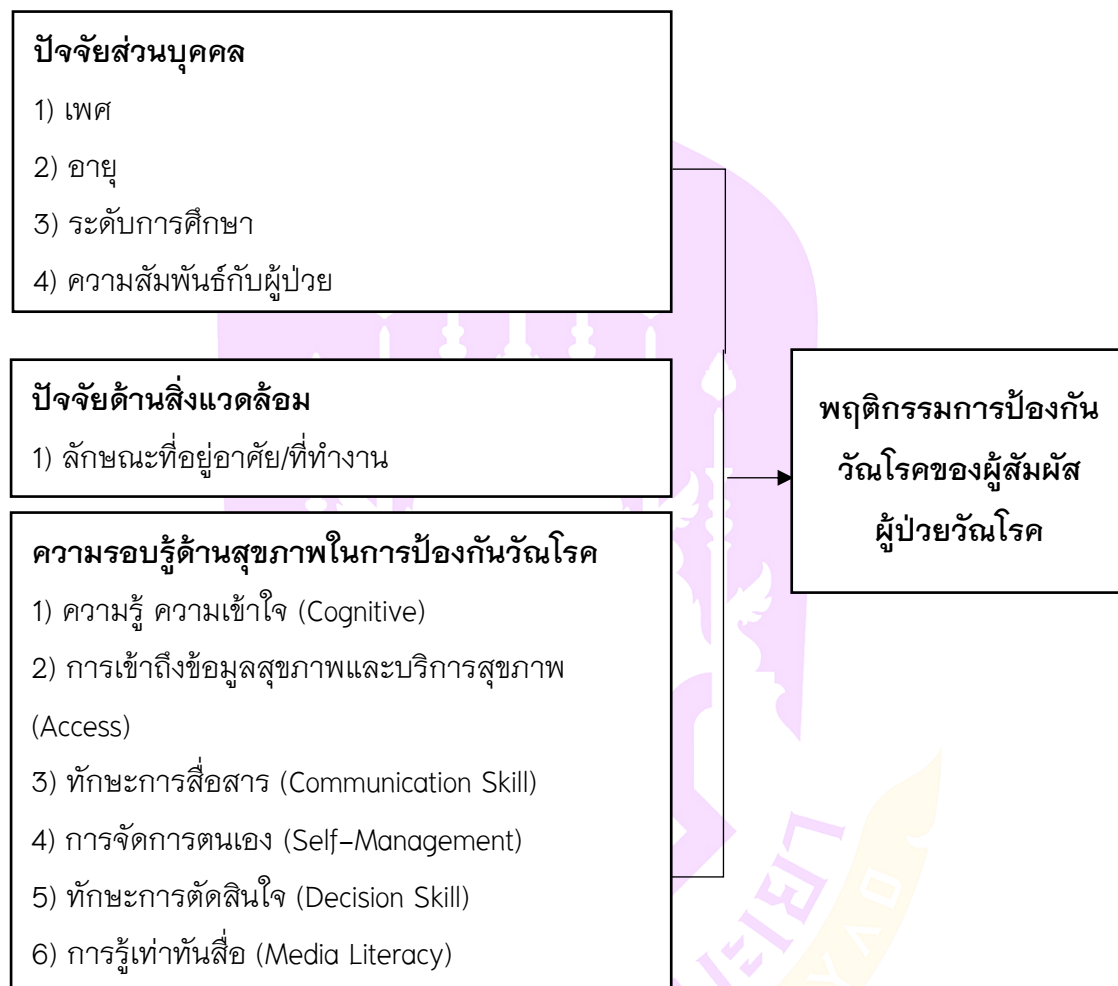 ปัจจัยส่วนบุคคล
1) เพศ
2) อายุ
3) ระดับการศึกษา
4) ความสัมพันธ์กับผู้ป่วย
ปัจจัยด้านสิ่งแวดล้อม
1) ลักษณะที่อยู่อาศัย/ที่ทำงาน
ความรอบรู้ด้านสุขภาพในการป้องกันวัณโรค
1) ความรู้ ความเข้าใจ (Cognitive)
2) การเข้าถึงข้อมูลสุขภาพและบริการสุขภาพ
(Access)
3) ทักษะการสื่อสาร (Communication Skill)
4) การจัดการตนเอง (Self-Management)
5) ทักษะการตัดสินใจ (Decision Skill)
6) การรู้เท่าทันสื่อ (Media Literacy)
พฤติกรรมการป้องกัน
วัณโรคของผู้สัมผัส
ผู้ป่วยวัณโรค